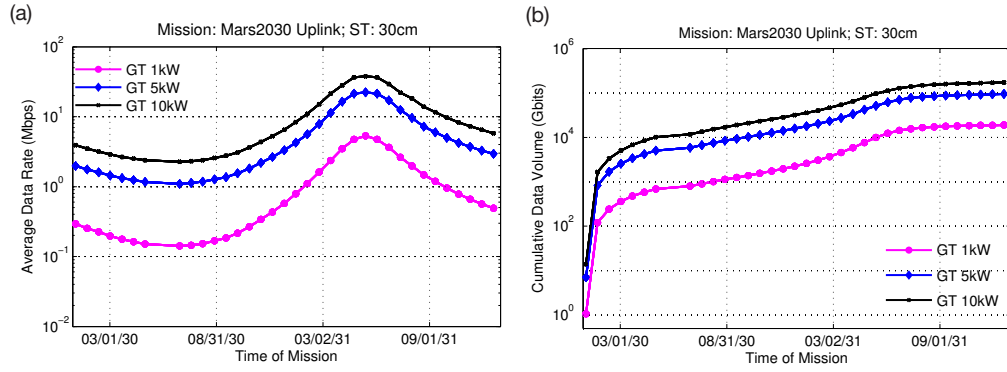 (a)
Mission: Mars2030 Uplink; ST: 30cm
Average Data Rate (Mbps)
10^2
10^1
10^0
10^-1
10^-2
GT 1kW
GT 5kW
GT 10kW
03/01/30 08/31/30 03/02/31 09/01/31
Time of Mission
(b)
Mission: Mars2030 Uplink; ST: 30cm
Cumulative Data Volume (Gbits)
10^6
10^4
10^2
10^0
GT 1kW
GT 5kW
GT 10kW
03/01/30 08/31/30 03/02/31 09/01/31
Time of Mission